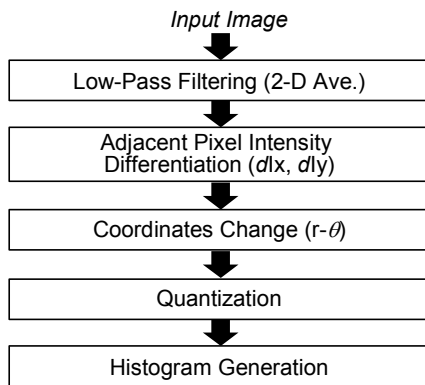 Input Image
Low-Pass Filtering (2-D Ave.)
Adjacent Pixel Intensity
Differentiation (dIx, dIy)
Coordinates Change (r-θ)
Quantization
Histogram Generation